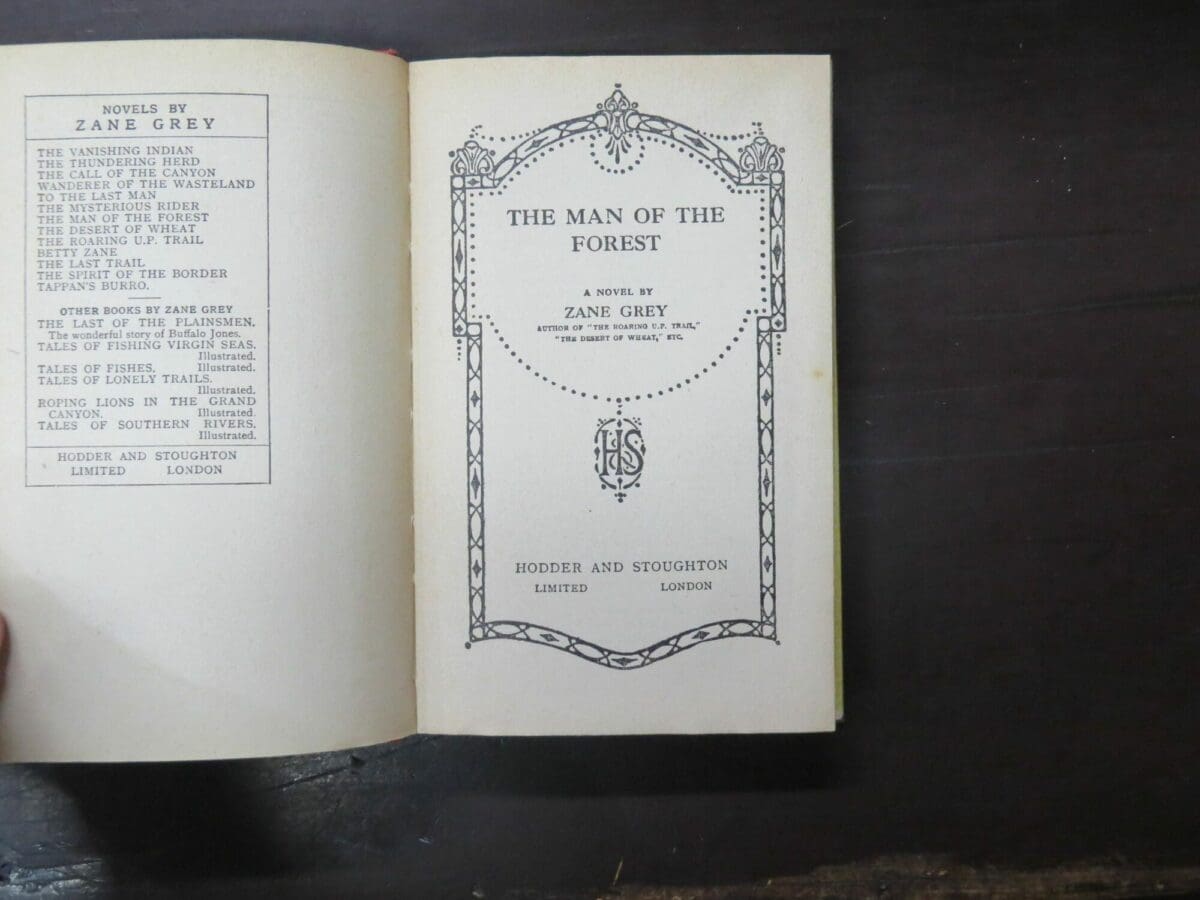 NOVELS BY
ZANE GREY
THE VANISHING INDIAN
THE THUNDERING HERD
THE CALL OF THE CANYON
WANDERER OF THE WASTELAND
TO THE LAST MAN
THE MYSTERIOUS RIDER
THE MAN OF THE FOREST
THE DESERT OF WHEAT
THE ROARING U.P. TRAIL
BETTY ZANE
THE LAST TRAIL
THE SPIRIT OF THE BORDER
TAPPAN'S BURRO.
OTHER BOOKS BY ZANE GREY
THE LAST OF THE PLAINSMEN.
The wonderful story of Buffalo Jones.
TALES OF FISHING VIRGIN SEAS.
Illustrated.
TALES OF FISHES. Illustrated.
TALES OF LONELY TRAILS.
Illustrated.
ROPING LIONS IN THE GRAND
CANYON. Illustrated.
TALES OF SOUTHERN RIVERS.
Illustrated.
HODDER AND STOUGHTON
LIMITED LONDON
THE MAN OF THE
FOREST
A NOVEL BY
ZANE GREY
AUTHOR OF "THE ROARING U.P. TRAIL,"
"THE DESERT OF WHEAT," ETC.
HS
HODDER AND STOUGHTON
LIMITED LONDON